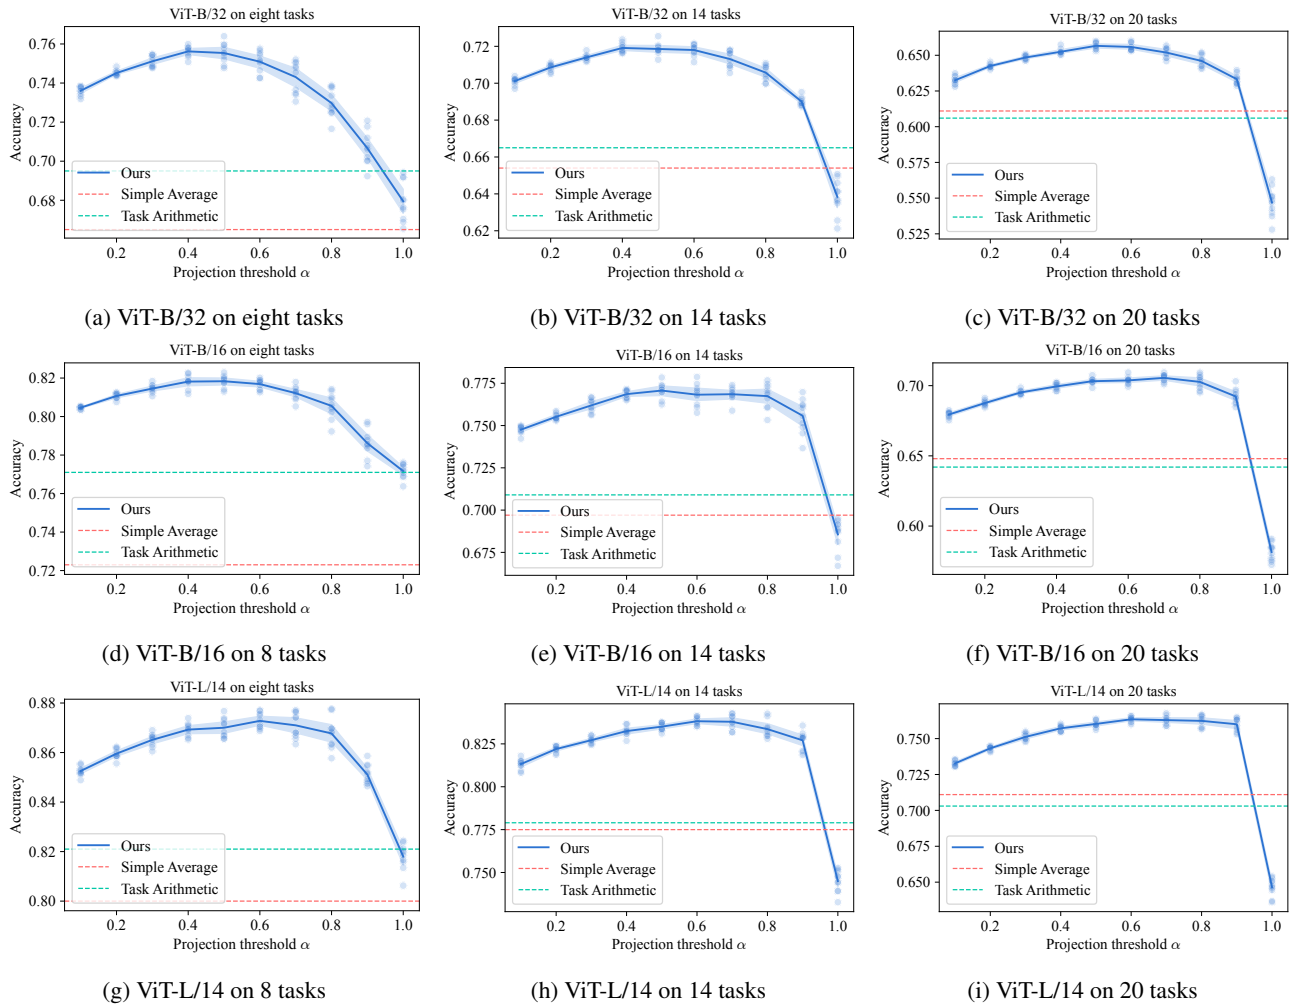 ViT-B/32 on eight tasks
0.76
0.74
0.72
0.70
0.68
Accuracy
Ours
Simple Average
Task Arithmetic
0.2 0.4 0.6 0.8 1.0
Projection threshold α
(a) ViT-B/32 on eight tasks
ViT-B/32 on 14 tasks
0.72
0.70
0.68
0.66
0.64
0.62
Accuracy
Ours
Simple Average
Task Arithmetic
0.2 0.4 0.6 0.8 1.0
Projection threshold α
(b) ViT-B/32 on 14 tasks
ViT-B/32 on 20 tasks
0.650
0.625
0.600
0.575
0.550
0.525
Accuracy
Ours
Simple Average
Task Arithmetic
0.2 0.4 0.6 0.8 1.0
Projection threshold α
(c) ViT-B/32 on 20 tasks
ViT-B/16 on eight tasks
0.82
0.80
0.78
0.76
0.74
0.72
Accuracy
Ours
Simple Average
Task Arithmetic
0.2 0.4 0.6 0.8 1.0
Projection threshold α
(d) ViT-B/16 on 8 tasks
ViT-B/16 on 14 tasks
0.775
0.750
0.725
0.700
0.675
Accuracy
Ours
Simple Average
Task Arithmetic
0.2 0.4 0.6 0.8 1.0
Projection threshold α
(e) ViT-B/16 on 14 tasks
ViT-B/16 on 20 tasks
0.70
0.65
0.60
Accuracy
Ours
Simple Average
Task Arithmetic
0.2 0.4 0.6 0.8 1.0
Projection threshold α
(f) ViT-B/16 on 20 tasks
ViT-L/14 on eight tasks
0.88
0.86
0.84
0.82
0.80
Accuracy
Ours
Simple Average
Task Arithmetic
0.2 0.4 0.6 0.8 1.0
Projection threshold α
(g) ViT-L/14 on 8 tasks
ViT-L/14 on 14 tasks
0.825
0.800
0.775
0.750
Accuracy
Ours
Simple Average
Task Arithmetic
0.2 0.4 0.6 0.8 1.0
Projection threshold α
(h) ViT-L/14 on 14 tasks
ViT-L/14 on 20 tasks
0.750
0.725
0.700
0.675
0.650
Accuracy
Ours
Simple Average
Task Arithmetic
0.2 0.4 0.6 0.8 1.0
Projection threshold α
(i) ViT-L/14 on 20 tasks